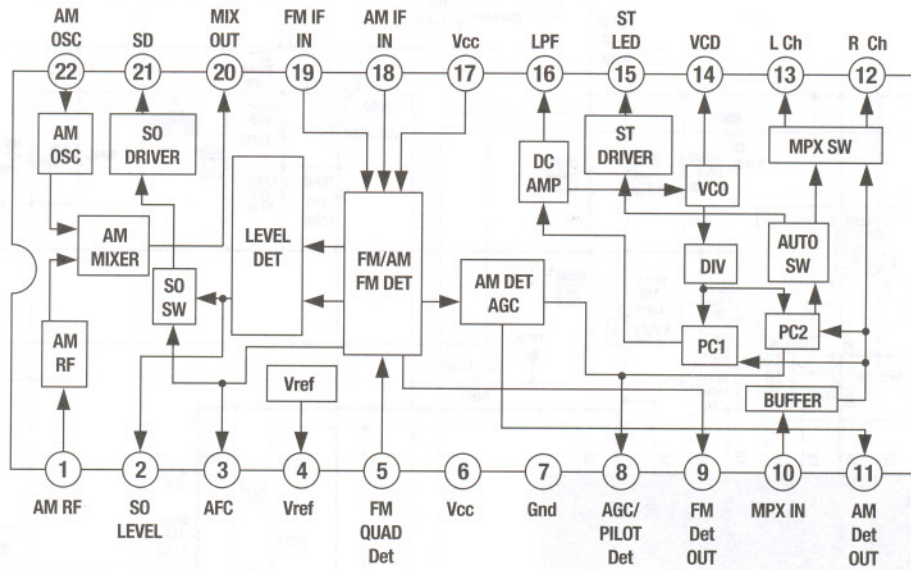 AM OSC
SD
MIX OUT
FM IF IN
AM IF IN
Vcc
LPF
ST LED
VCD
L Ch
R Ch
22
21
20
19
18
17
16
15
14
13
12
AM OSC
SO DRIVER
DC AMP
ST DRIVER
MPX SW
VCO
AM MIXER
LEVEL DET
FM/AM FM DET
AUTO SW
DIV
SO SW
AM DET AGC
AM RF
PC1
PC2
Vref
BUFFER
1
2
3
4
5
6
7
8
9
10
11
AM RF
SO LEVEL
AFC
Vref
FM QUAD Det
Vcc
Gnd
AGC/ PILOT Det
FM Det OUT
MPX IN
AM Det OUT